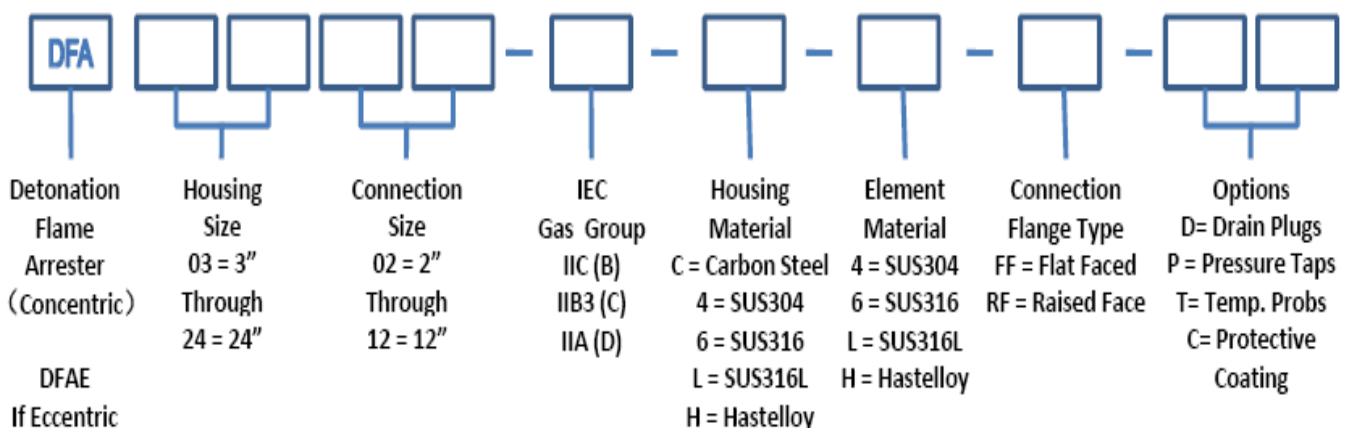 DFA
Detonation
Flame
Arrester
（Concentric）
DFAE
If Eccentric
Housing
Size
03 = 3"
Through
24 = 24"
Connection
Size
02 = 2"
Through
12 = 12"
IEC
Gas Group
IIC (B)
IIB3 (C)
IIA (D)
Housing
Material
C = Carbon Steel
4 = SUS304
6 = SUS316
L = SUS316L
H = Hastelloy
Element
Material
4 = SUS304
6 = SUS316
L = SUS316L
H = Hastelloy
Connection
Flange Type
FF = Flat Faced
RF = Raised Face
Options
D= Drain Plugs
P = Pressure Taps
T= Temp. Probs
C= Protective
Coating